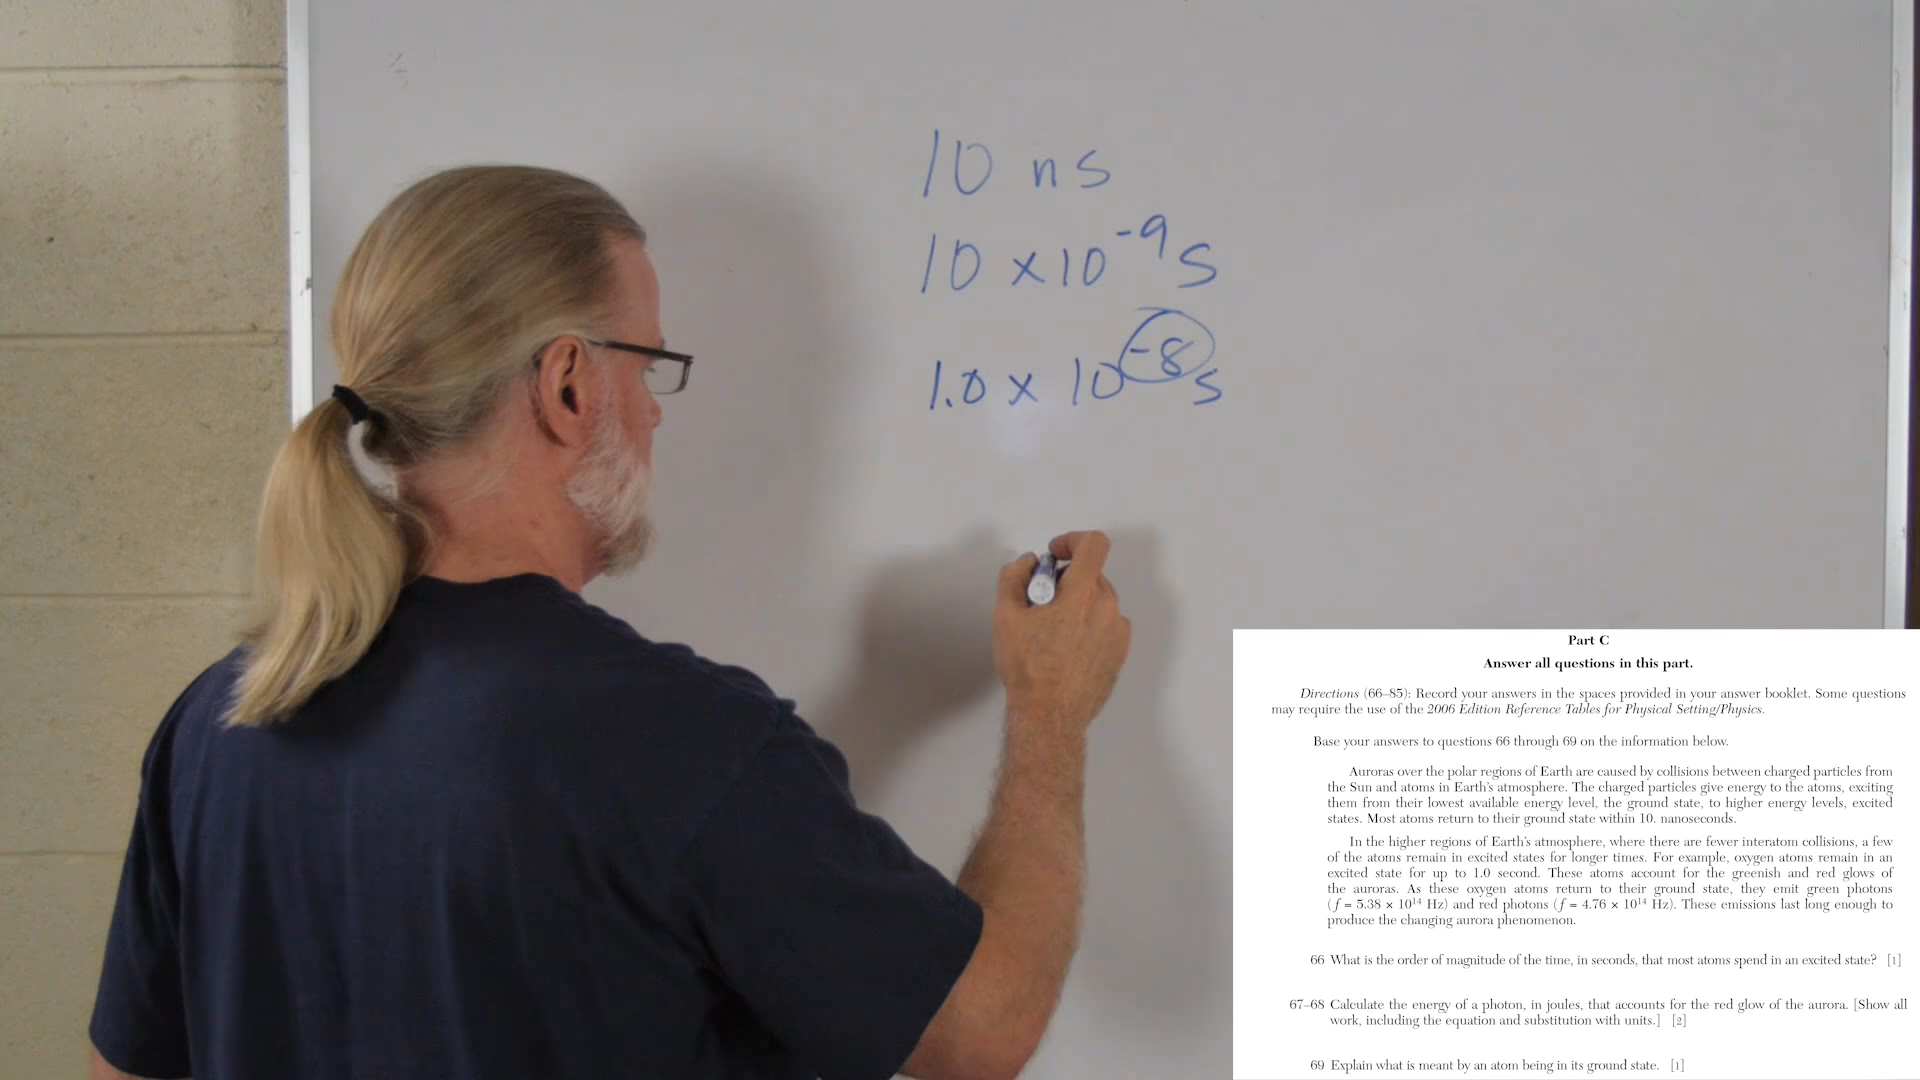 10 ns
10 x 10⁻⁹ s
1.0 x 10⁻⁸ s
Part C
Answer all questions in this part.
Directions (66–85): Record your answers in the spaces provided in your answer booklet. Some questions
may require the use of the 2006 Edition Reference Tables for Physical Setting/Physics.
Base your answers to questions 66 through 69 on the information below.
Auroras over the polar regions of Earth are caused by collisions between charged particles from
the Sun and atoms in Earth's atmosphere. The charged particles give energy to the atoms, exciting
them from their lowest available energy level, the ground state, to higher energy levels, excited
states. Most atoms return to their ground state within 10. nanoseconds.
In the higher regions of Earth's atmosphere, where there are fewer interatom collisions, a few
of the atoms remain in excited states for longer times. For example, oxygen atoms remain in an
excited state for up to 1.0 second. These atoms account for the greenish and red glows of
the auroras. As these oxygen atoms return to their ground state, they emit green photons
(f = 5.38 × 10¹⁴ Hz) and red photons (f = 4.76 × 10¹⁴ Hz). These emissions last long enough to
produce the changing aurora phenomenon.
66 What is the order of magnitude of the time, in seconds, that most atoms spend in an excited state? [1]
67–68 Calculate the energy of a photon, in joules, that accounts for the red glow of the aurora. [Show all
work, including the equation and substitution with units.] [2]
69 Explain what is meant by an atom being in its ground state. [1]